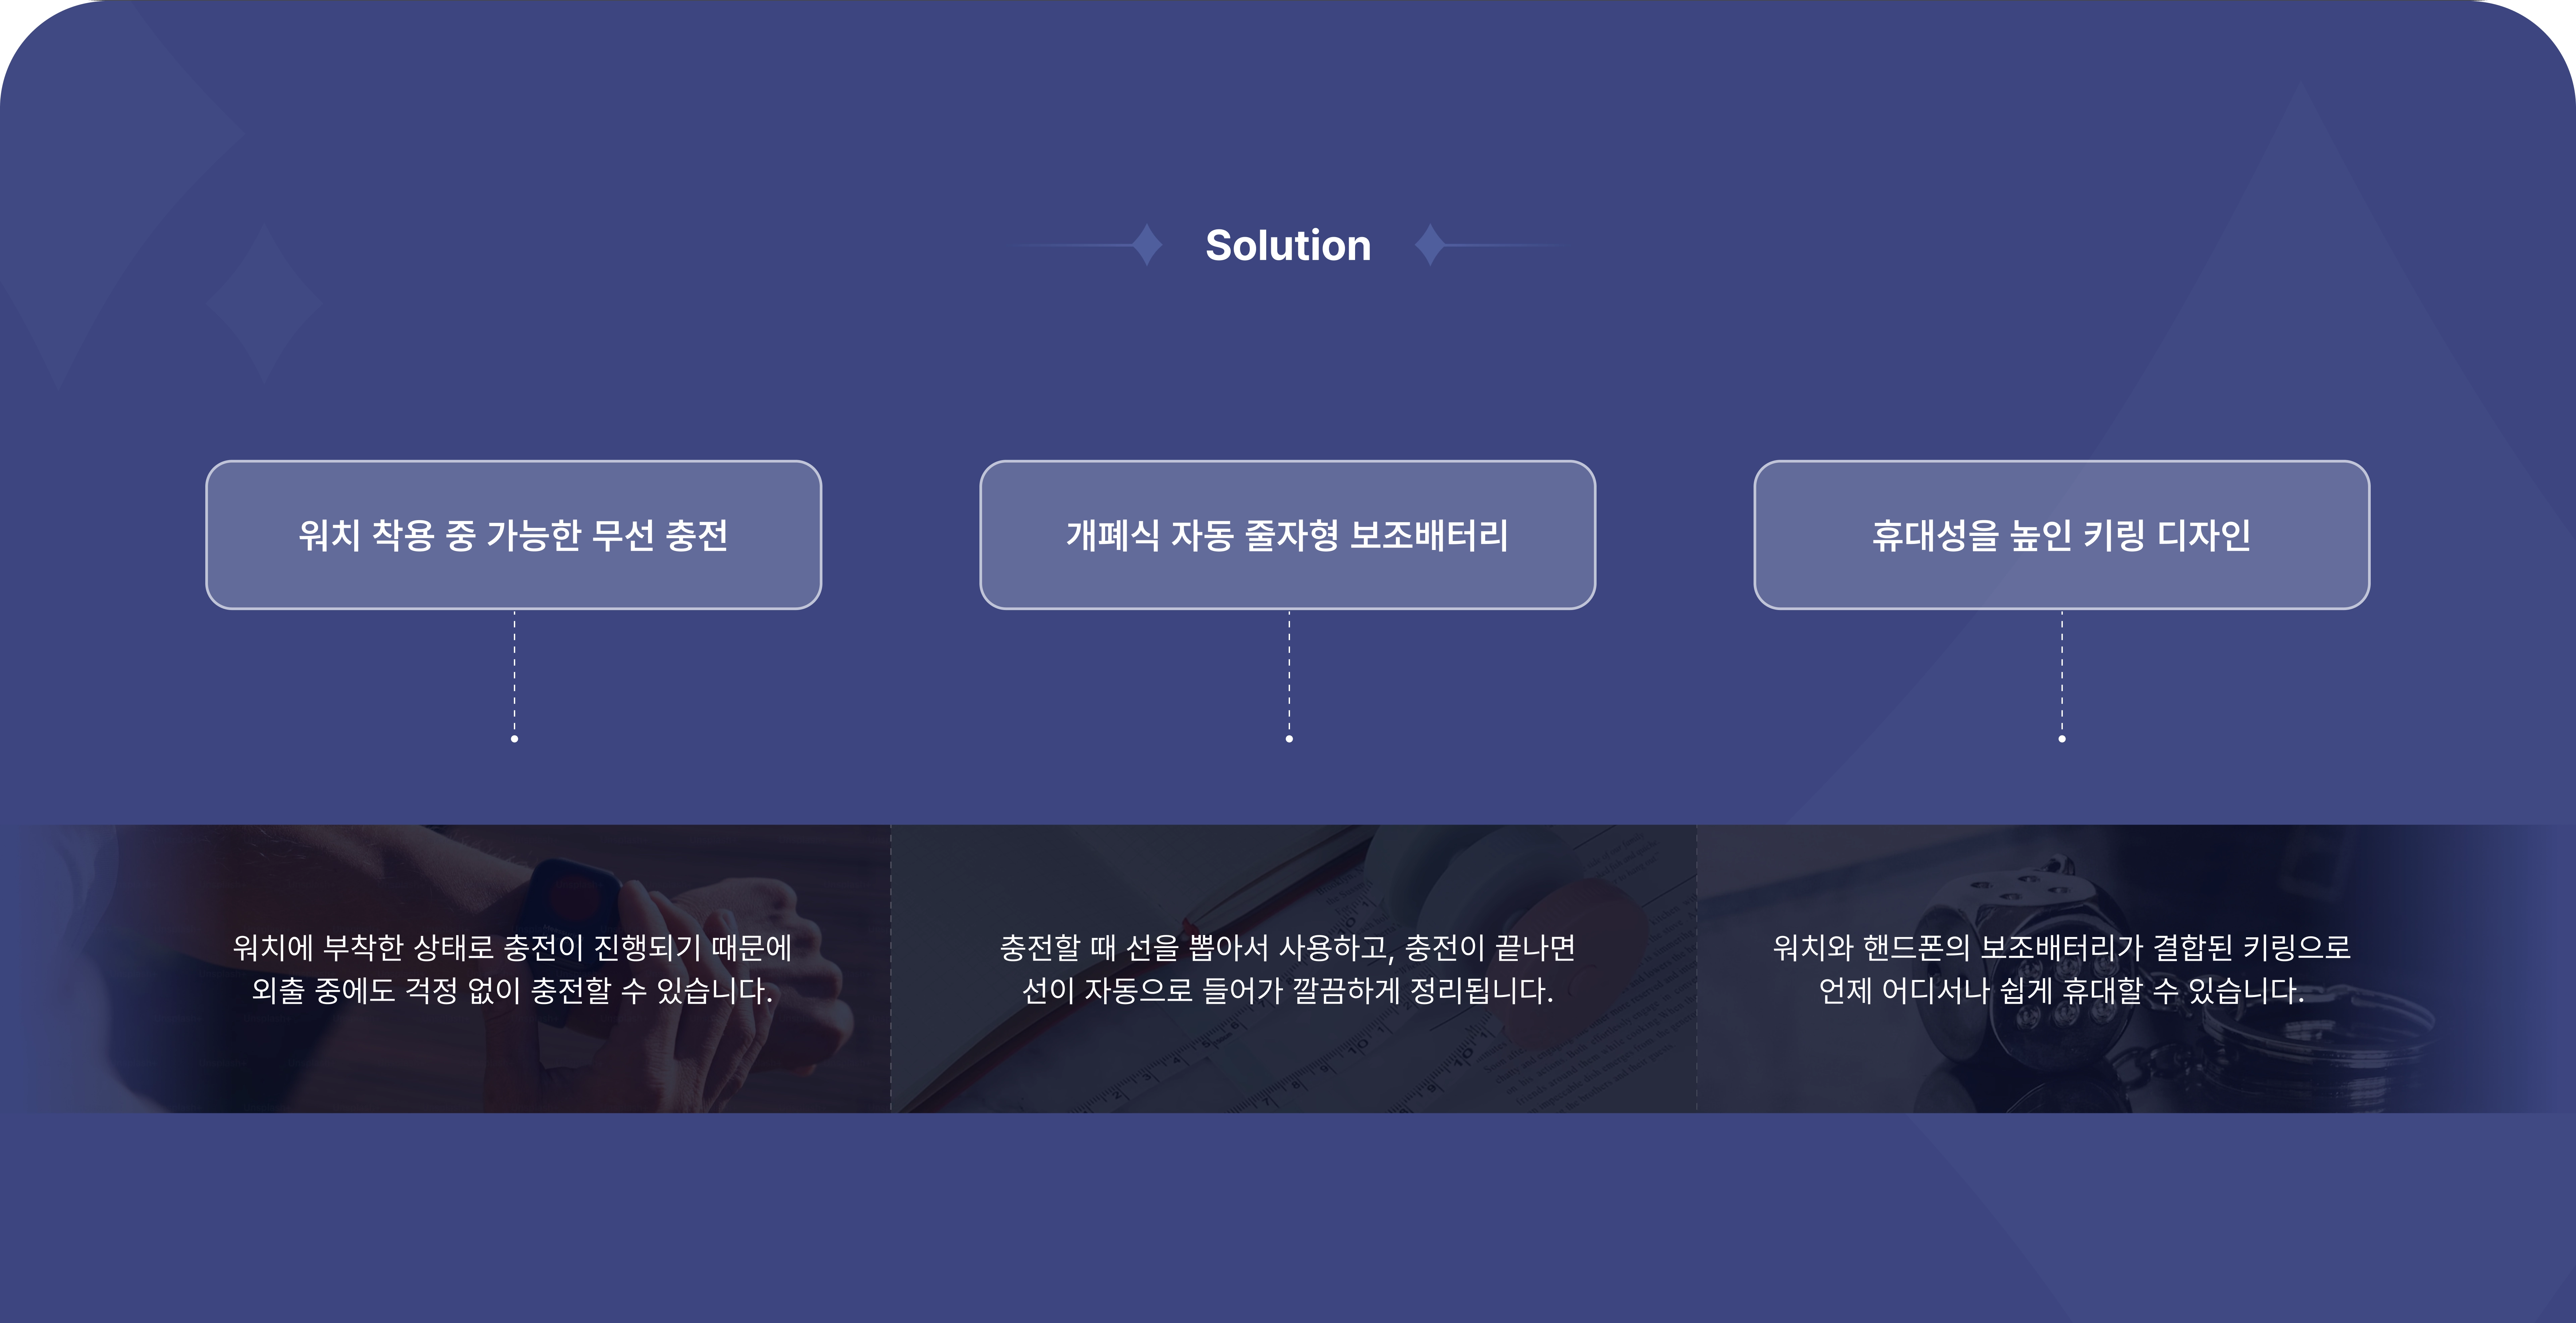 Solution
워치 착용 중 가능한 무선 충전
개폐식 자동 줄자형 보조배터리
휴대성을 높인 키링 디자인
워치에 부착한 상태로 충전이 진행되기 때문에
외출 중에도 걱정 없이 충전할 수 있습니다.
충전할 때 선을 뽑아서 사용하고, 충전이 끝나면
선이 자동으로 들어가 깔끔하게 정리됩니다.
워치와 핸드폰의 보조배터리가 결합된 키링으로
언제 어디서나 쉽게 휴대할 수 있습니다.